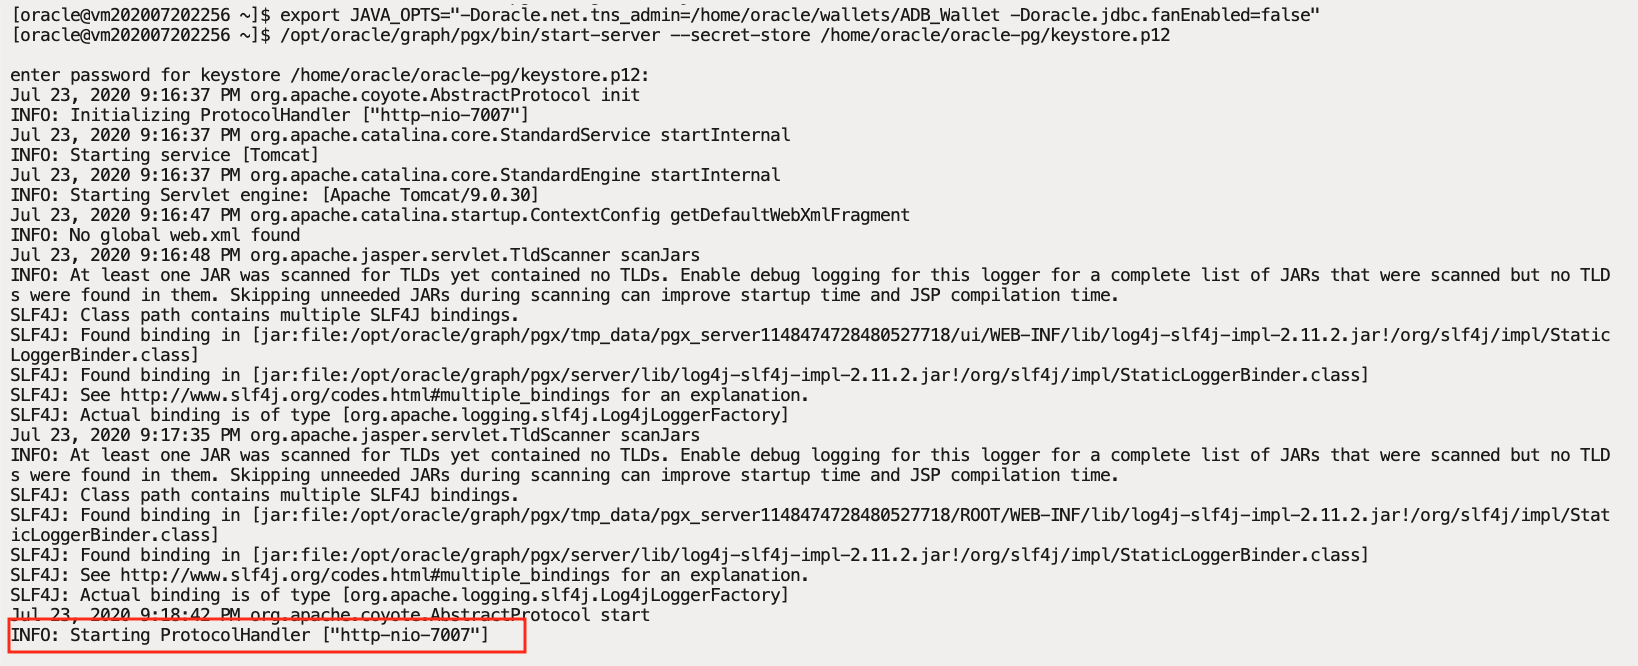 [oracle@vm202007202256 ~]$ export JAVA_OPTS="-Doracle.net.tns_admin=/home/oracle/wallets/ADB_Wallet -Doracle.jdbc.fanEnabled=false"
[oracle@vm202007202256 ~]$ /opt/oracle/graph/pgx/bin/start-server --secret-store /home/oracle/oracle-pg/keystore.p12
enter password for keystore /home/oracle/oracle-pg/keystore.p12:
Jul 23, 2020 9:16:37 PM org.apache.coyote.AbstractProtocol init
INFO: Initializing ProtocolHandler ["http-nio-7007"]
Jul 23, 2020 9:16:37 PM org.apache.catalina.core.StandardService startInternal
INFO: Starting service [Tomcat]
Jul 23, 2020 9:16:37 PM org.apache.catalina.core.StandardEngine startInternal
INFO: Starting Servlet engine: [Apache Tomcat/9.0.30]
Jul 23, 2020 9:16:47 PM org.apache.catalina.startup.ContextConfig getDefaultWebXmlFragment
INFO: No global web.xml found
Jul 23, 2020 9:16:48 PM org.apache.jasper.servlet.TldScanner scanJars
INFO: At least one JAR was scanned for TLDs yet contained no TLDs. Enable debug logging for this logger for a complete list of JARs that were scanned but no TLD
s were found in them. Skipping unneeded JARs during scanning can improve startup time and JSP compilation time.
SLF4J: Class path contains multiple SLF4J bindings.
SLF4J: Found binding in [jar:file:/opt/oracle/graph/pgx/tmp_data/pgx_server1148474728480527718/ui/WEB-INF/lib/log4j-slf4j-impl-2.11.2.jar!/org/slf4j/impl/Static
LoggerBinder.class]
SLF4J: Found binding in [jar:file:/opt/oracle/graph/pgx/server/lib/log4j-slf4j-impl-2.11.2.jar!/org/slf4j/impl/StaticLoggerBinder.class]
SLF4J: See http://www.slf4j.org/codes.html#multiple_bindings for an explanation.
SLF4J: Actual binding is of type [org.apache.logging.slf4j.Log4jLoggerFactory]
Jul 23, 2020 9:17:35 PM org.apache.jasper.servlet.TldScanner scanJars
INFO: At least one JAR was scanned for TLDs yet contained no TLDs. Enable debug logging for this logger for a complete list of JARs that were scanned but no TLD
s were found in them. Skipping unneeded JARs during scanning can improve startup time and JSP compilation time.
SLF4J: Class path contains multiple SLF4J bindings.
SLF4J: Found binding in [jar:file:/opt/oracle/graph/pgx/tmp_data/pgx_server1148474728480527718/ROOT/WEB-INF/lib/log4j-slf4j-impl-2.11.2.jar!/org/slf4j/impl/Stat
icLoggerBinder.class]
SLF4J: Found binding in [jar:file:/opt/oracle/graph/pgx/server/lib/log4j-slf4j-impl-2.11.2.jar!/org/slf4j/impl/StaticLoggerBinder.class]
SLF4J: See http://www.slf4j.org/codes.html#multiple_bindings for an explanation.
SLF4J: Actual binding is of type [org.apache.logging.slf4j.Log4jLoggerFactory]
Jul 23, 2020 9:18:42 PM org.apache.coyote.AbstractProtocol start
INFO: Starting ProtocolHandler ["http-nio-7007"]